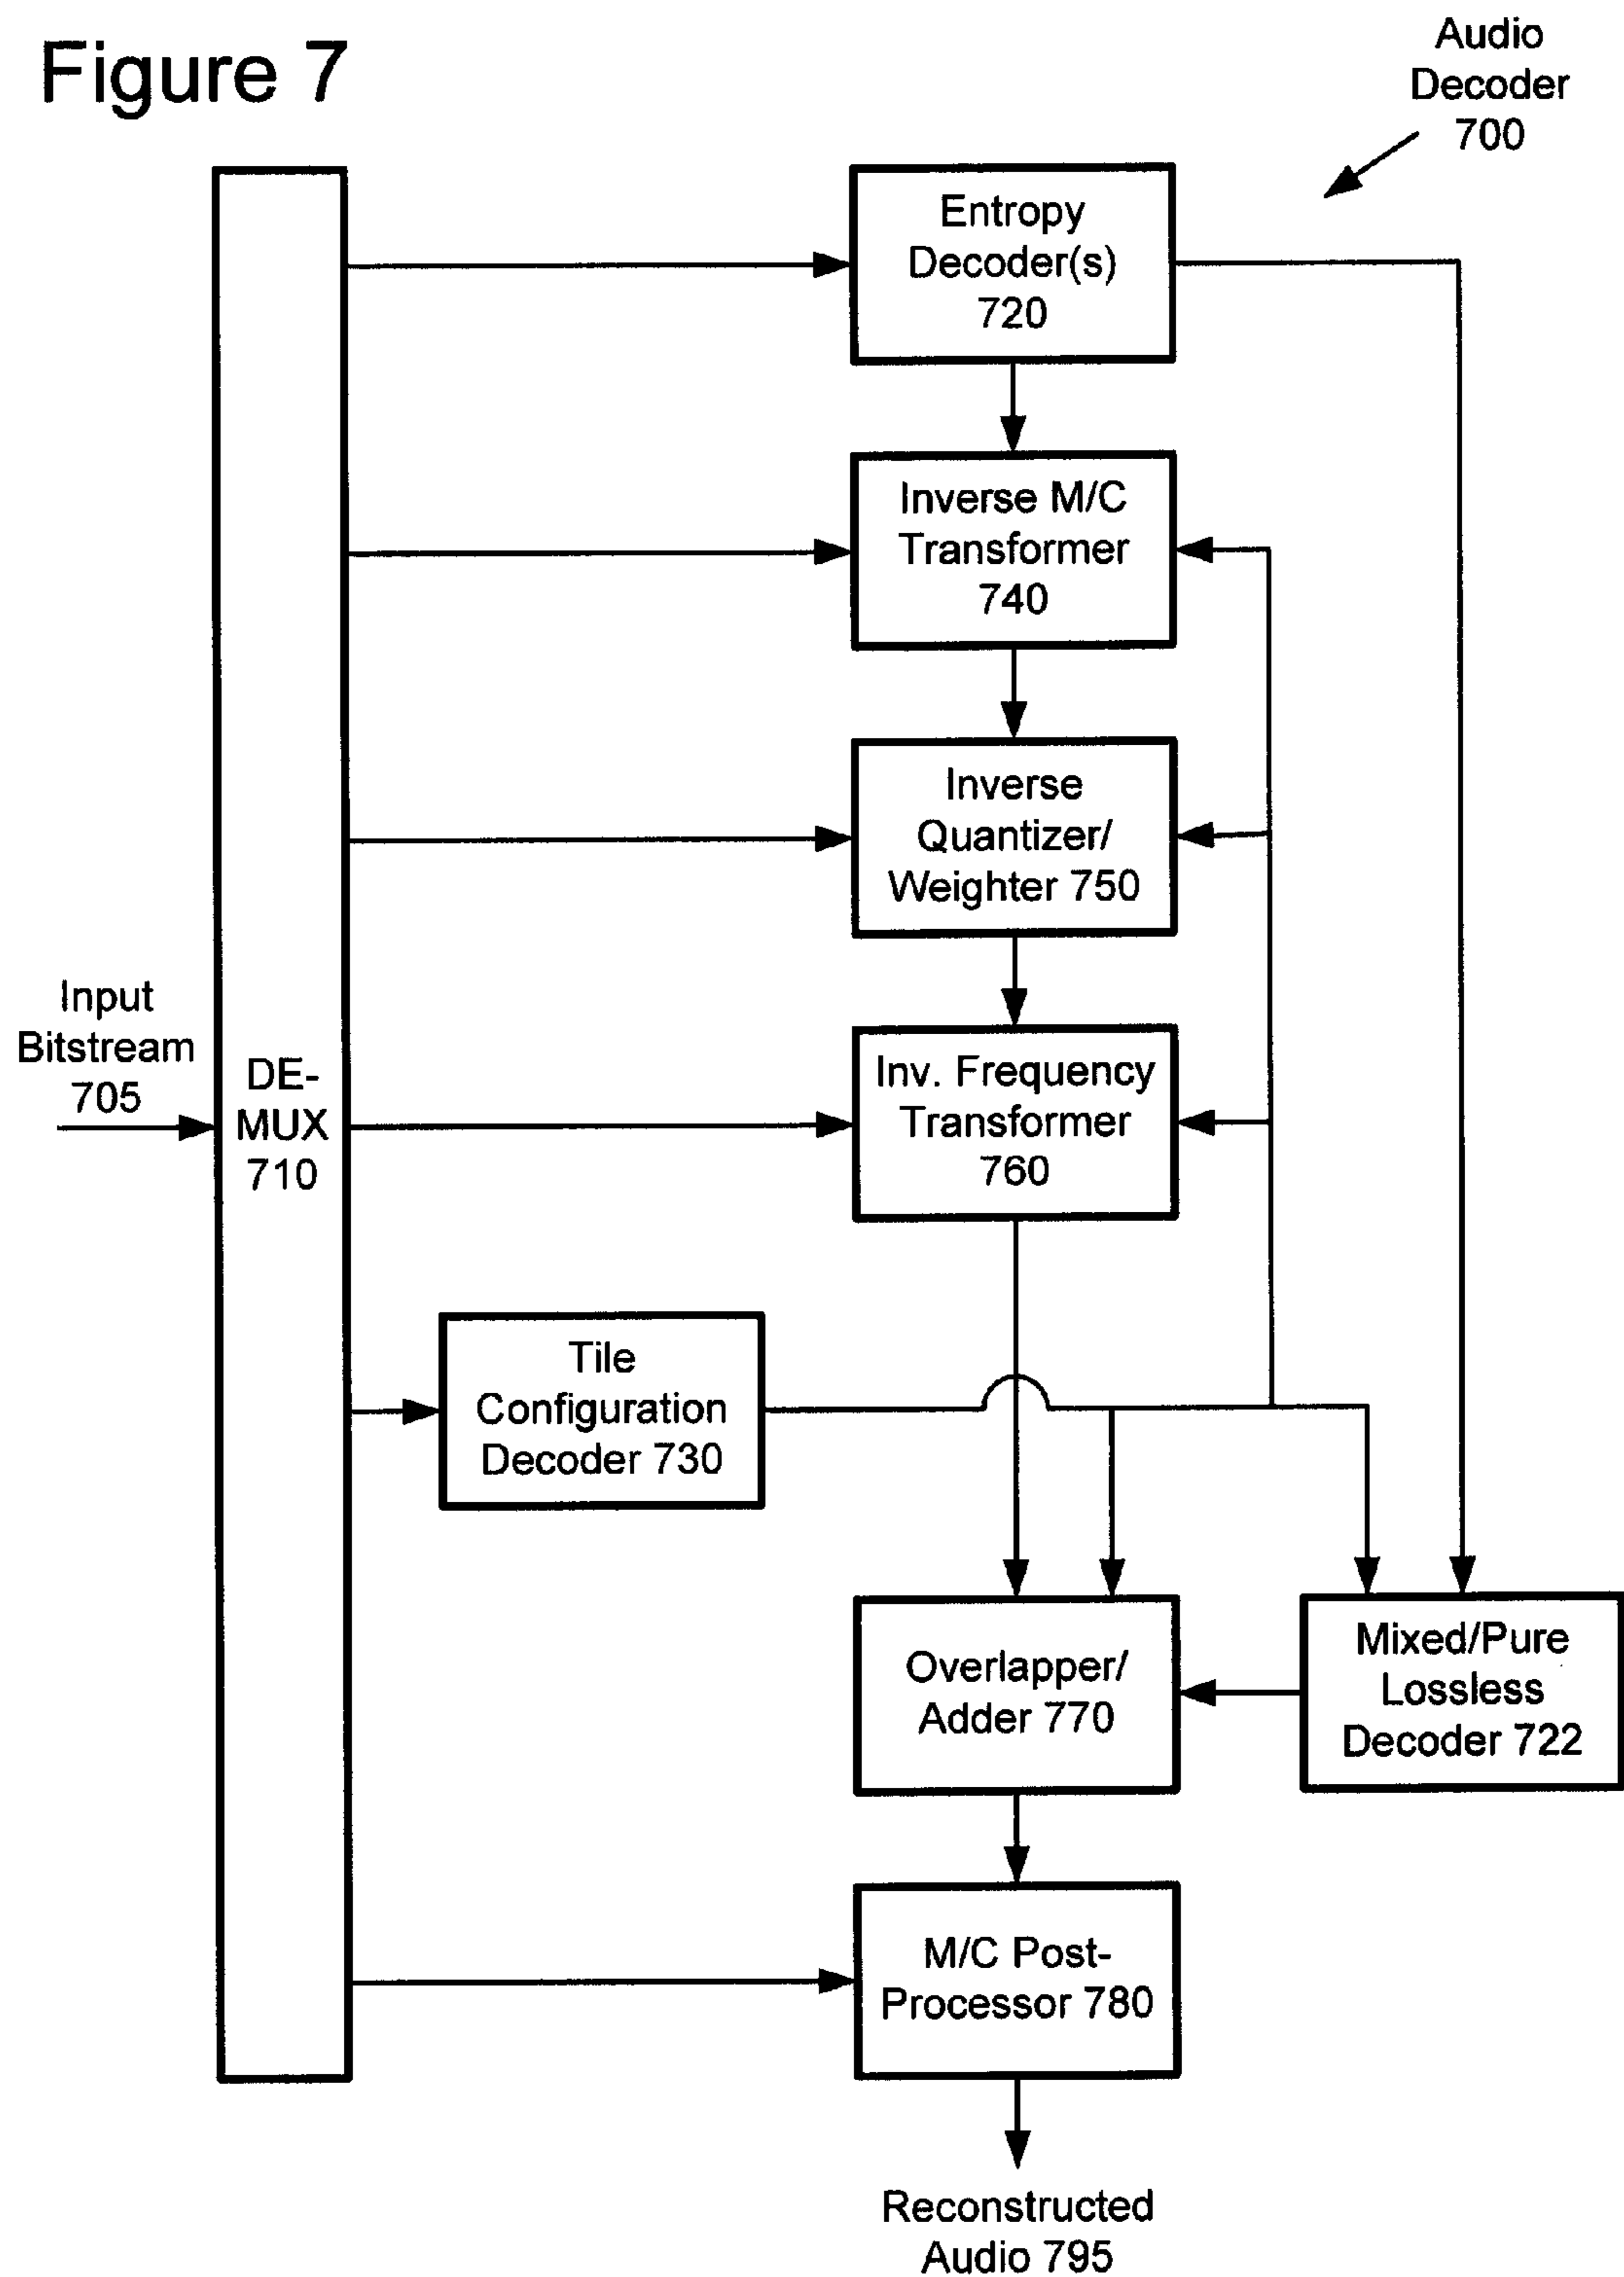 Figure 7
Audio
Decoder
700
Entropy
Decoder(s)
720
Inverse M/C
Transformer
740
Inverse
Quantizer/
Weighter 750
Input
Bitstream
705
DE-
MUX
710
Inv. Frequency
Transformer
760
Tile
Configuration
Decoder 730
Overlapper/
Adder 770
Mixed/Pure
Lossless
Decoder 722
M/C Post-
Processor 780
Reconstructed
Audio 795